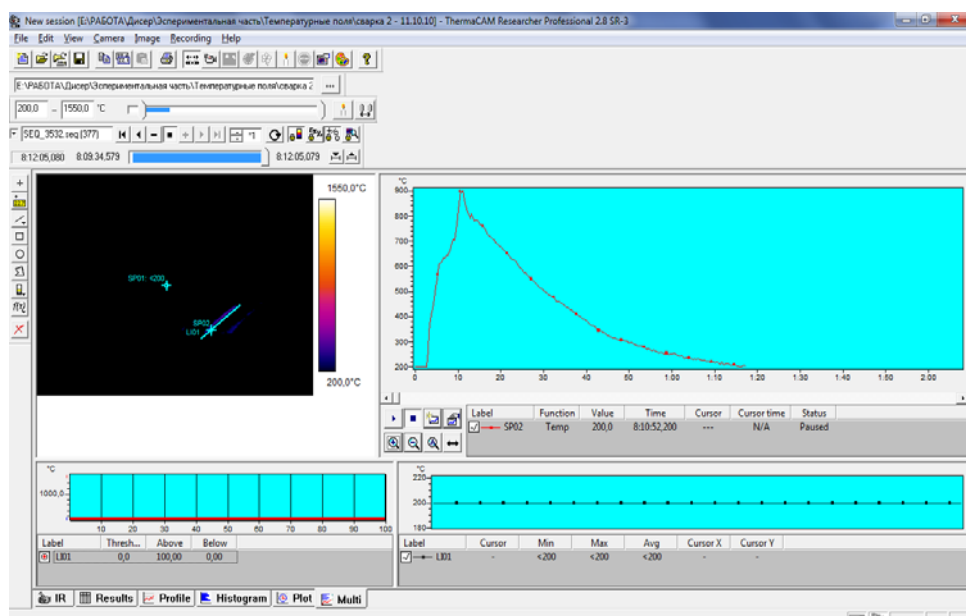 New session [E:\РАБОТА\Дисер\Эспериментальная часть\Температурные поля\сварка 2 - 11.10.10] - ThermaCAM Researcher Professional 2.8 SR-3
File Edit View Camera Image Recording Help
E:\РАБОТА\Дисер\Эспериментальная часть\Температурные поля\сварка 2 ...
200,0 - 1550,0 °C
SEQ_3532.seq (377)
8:12:05,080 8:09:34,579 8:12:05,079
1550,0°C
SP01: <200
SP02
LI01
200,0°C
°C
900
800
700
600
500
400
300
200
0 10 20 30 40 50 1:00 1:10 1:20 1:30 1:40 1:50 2:00
Label Function Value Time Cursor Cursor time Status
SP02 Temp 200,0 8:10:52,200 --- N/A Paused
°C
1000,0
10 20 30 40 50 60 70 80 90 100
Label Thresh... Above Below
LI01 0,0 100,00 0,00
°C
220
200
180
Label Cursor Min Max Avg Cursor X Cursor Y
LI01 - <200 <200 <200 - -
IR Results Profile Histogram Plot Multi